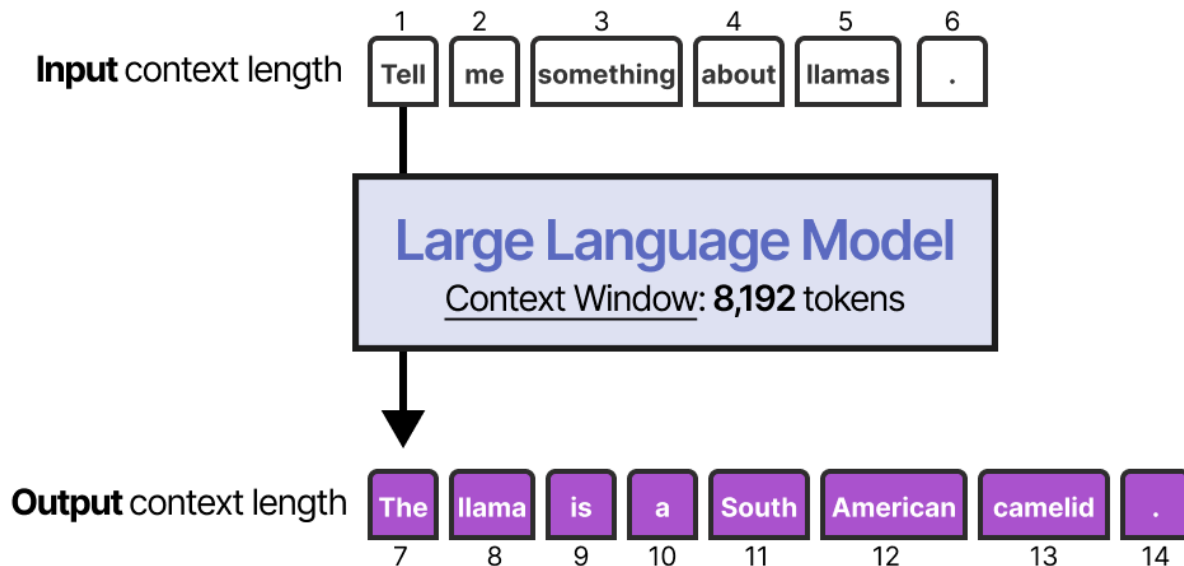 1 2 3 4 5 6
Input context length Tell me something about llamas .
Large Language Model
Context Window: 8,192 tokens
Output context length The llama is a South American camelid .
7 8 9 10 11 12 13 14